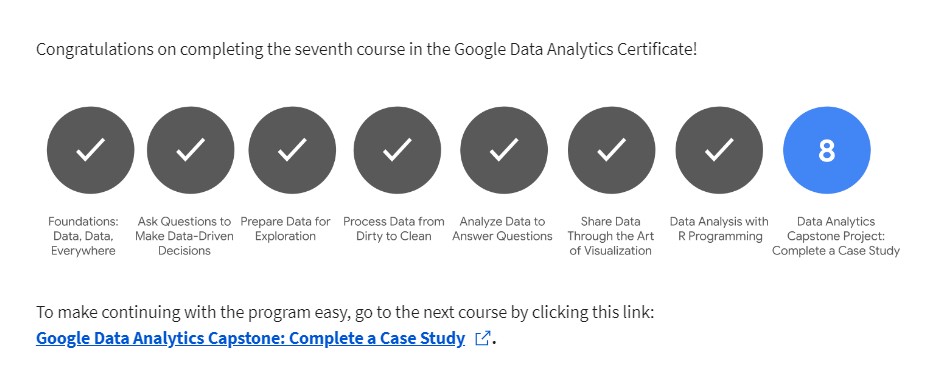 Congratulations on completing the seventh course in the Google Data Analytics Certificate!
8
Foundations:
Data, Data,
Everywhere
Ask Questions to
Make Data-Driven
Decisions
Prepare Data for
Exploration
Process Data from
Dirty to Clean
Analyze Data to
Answer Questions
Share Data
Through the Art
of Visualization
Data Analysis with
R Programming
Data Analytics
Capstone Project:
Complete a Case Study
To make continuing with the program easy, go to the next course by clicking this link:
Google Data Analytics Capstone: Complete a Case Study .